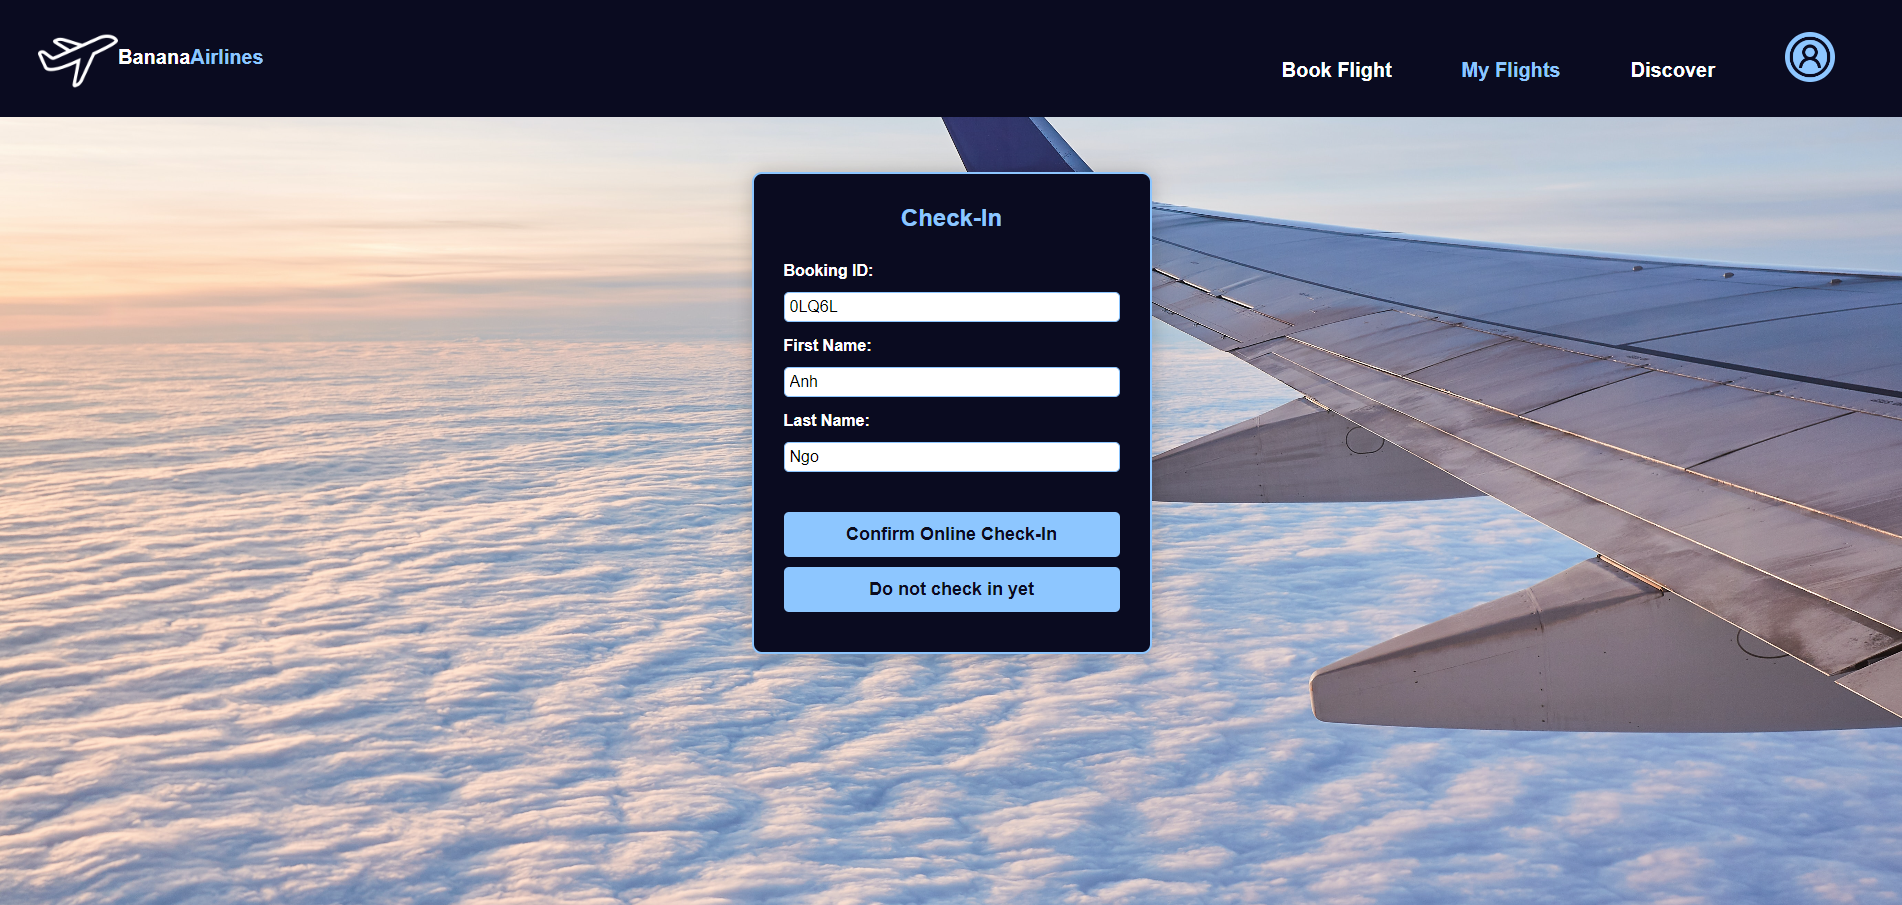 BananaAirlines
Book Flight
My Flights
Discover
Check-In
Booking ID:
0LQ6L
First Name:
Anh
Last Name:
Ngo
Confirm Online Check-In
Do not check in yet